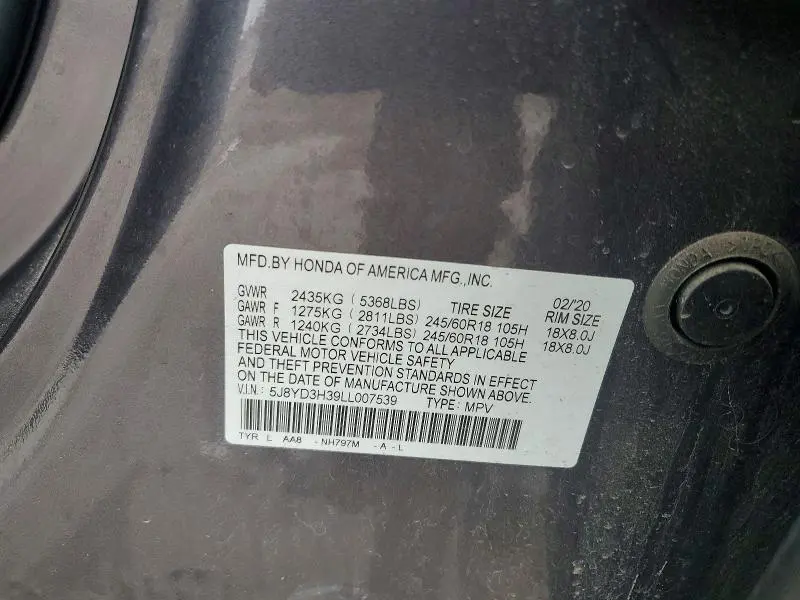 MFD.BY HONDA OF AMERICA MFG.,INC.
GVWR 2435KG ( 5368LBS) TIRE SIZE 02/'20 RIM SIZE
GAWR F 1275KG ( 2811LBS) 245/60R18 105H 18X8.0J
GAWR R 1240KG ( 2734LBS) 245/60R18 105H 18X8.0J
THIS VEHICLE CONFORMS TO ALL APPLICABLE
FEDERAL MOTOR VEHICLE SAFETY
AND THEFT PREVENTION STANDARDS IN EFFECT
ON THE DATE OF MANUFACTURE SHOWN ABOVE.
V.I.N.: 5J8YD3H39LL007539 TYPE: MPV
TYR L AA8 - NH797M - A - L
HONDA